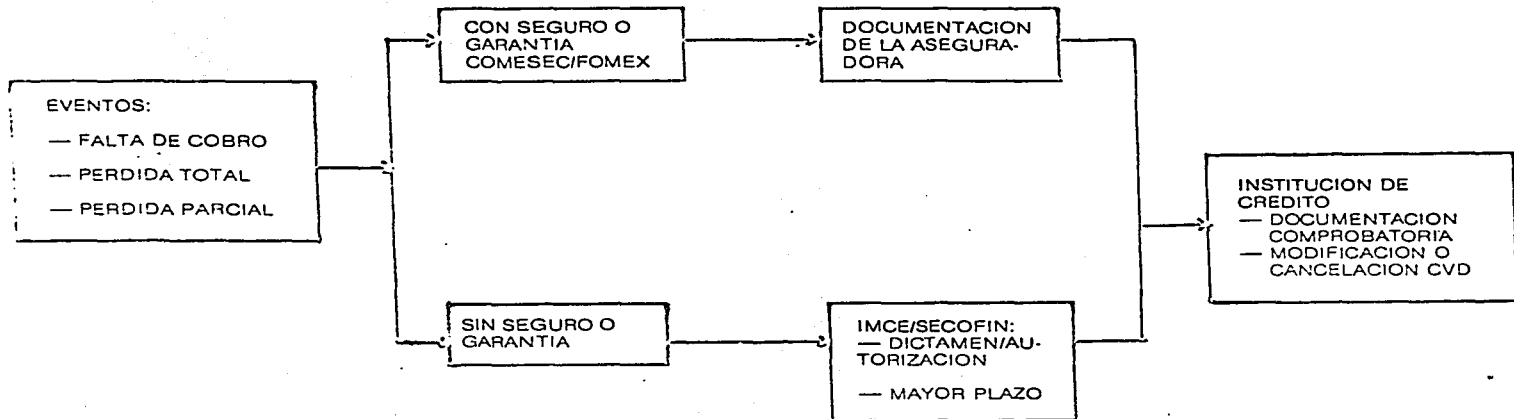 EVENTOS:
— FALTA DE COBRO
— PERDIDA TOTAL
— PERDIDA PARCIAL
CON SEGURO O
GARANTIA
COMESEC/FOMEX
DOCUMENTACION
DE LA ASEGURA-
DORA
SIN SEGURO O
GARANTIA
IMCE/SECOFIN:
— DICTAMEN/AU-
TORIZACION
— MAYOR PLAZO
INSTITUCION DE
CREDITO
— DOCUMENTACION
COMPROBATORIA
— MODIFICACION O
CANCELACION CVD